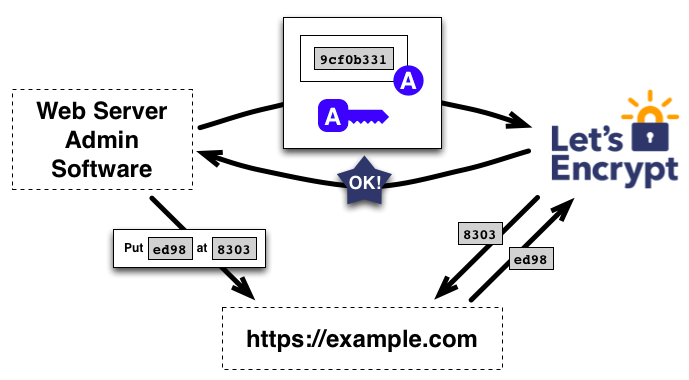 9cf0b331
A
A
Web Server
Admin
Software
Let's
Encrypt
OK!
8303
ed98
Put ed98 at 8303
https://example.com